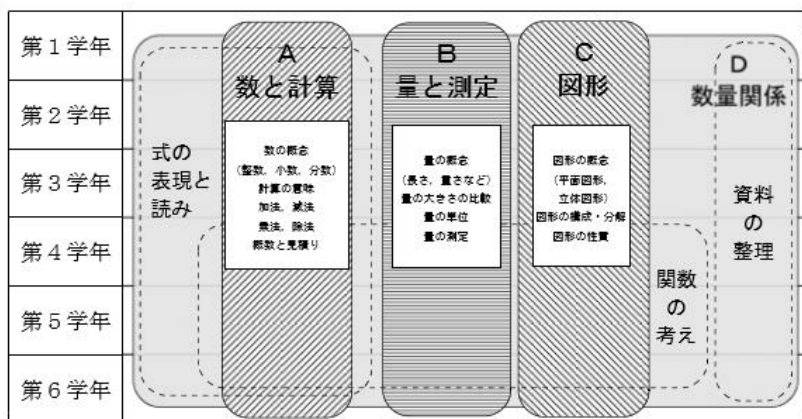 第1学年
第2学年
第3学年
第4学年
第5学年
第6学年
式の
表現と
読み
A
数と計算
数の概念
(整数, 小数, 分数)
計算の意味
加法, 減法
乗法, 除法
概数と見積り
B
量と測定
量の概念
(長さ, 重さなど)
量の大きさの比較
量の単位
量の測定
C
図形
図形の概念
(平面図形,
立体図形)
図形の構成・分解
図形の性質
関数
の
考え
D
数量関係
資料
の
整理